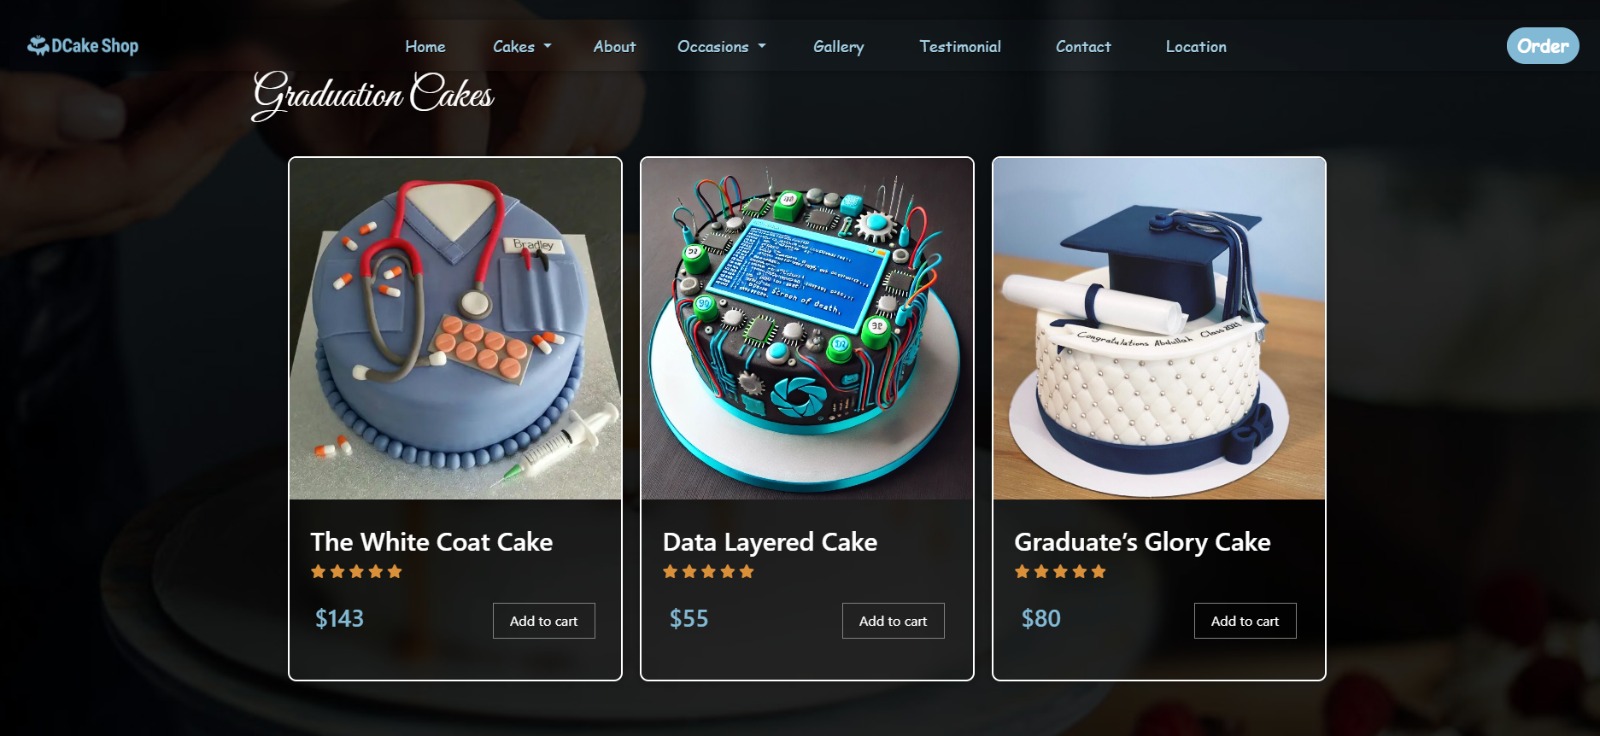 DCake Shop
Home
Cakes
About
Occasions
Gallery
Testimonial
Contact
Location
Order
Graduation Cakes
Bradley
Screen of Death.
Congratulations Abdullah Class
The White Coat Cake
$143
Add to cart
Data Layered Cake
$55
Add to cart
Graduate’s Glory Cake
$80
Add to cart